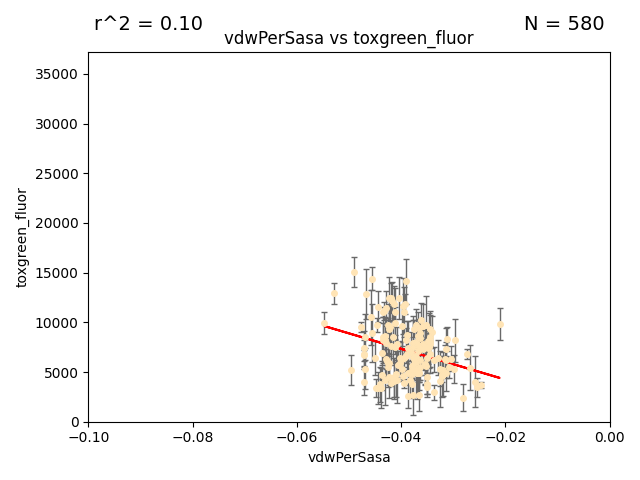 r^2 = 0.10
N = 580
vdwPerSasa vs toxgreen_fluor
toxgreen_fluor
35000
30000
25000
20000
15000
10000
5000
0
−0.10
−0.08
−0.06
−0.04
−0.02
0.00
vdwPerSasa